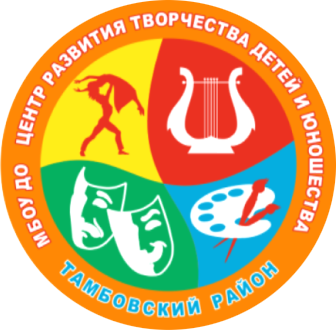 МБОУ ДО ЦЕНТР РАЗВИТИЯ ТВОРЧЕСТВА ДЕТЕЙ И ЮНОШЕСТВА
ТАМБОВСКИЙ РАЙОН